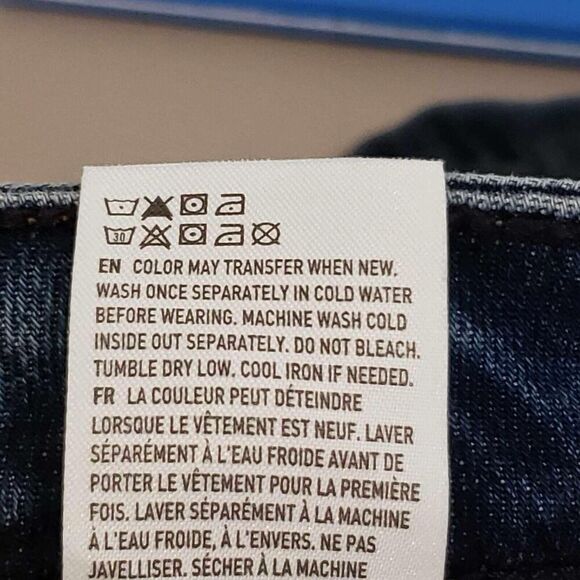 30
EN COLOR MAY TRANSFER WHEN NEW.
WASH ONCE SEPARATELY IN COLD WATER
BEFORE WEARING. MACHINE WASH COLD
INSIDE OUT SEPARATELY. DO NOT BLEACH.
TUMBLE DRY LOW. COOL IRON IF NEEDED.
FR LA COULEUR PEUT DÉTEINDRE
LORSQUE LE VÊTEMENT EST NEUF. LAVER
SÉPARÉMENT À L'EAU FROIDE AVANT DE
PORTER LE VÊTEMENT POUR LA PREMIÈRE
FOIS. LAVER SÉPARÉMENT À LA MACHINE
À L'EAU FROIDE, À L'ENVERS. NE PAS
JAVELLISER. SÉCHER À LA MACHINE